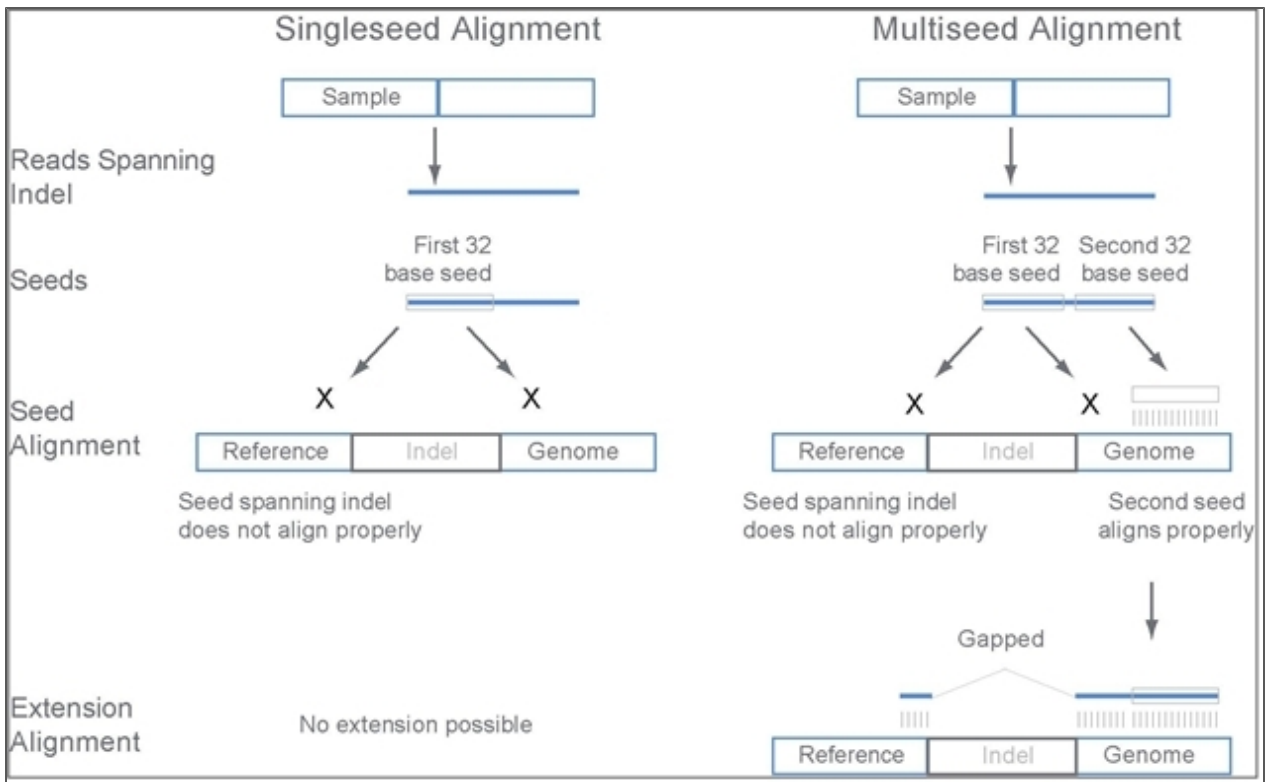 Singleseed Alignment
Multiseed Alignment
Sample
Sample
Reads Spanning
Indel
Seeds
First 32
base seed
First 32
base seed
Second 32
base seed
Seed
Alignment
X
X
X
X
Reference
Indel
Genome
Reference
Indel
Genome
Seed spanning indel
does not align properly
Seed spanning indel
does not align properly
Second seed
aligns properly
Gapped
Extension
Alignment
No extension possible
Reference
Indel
Genome